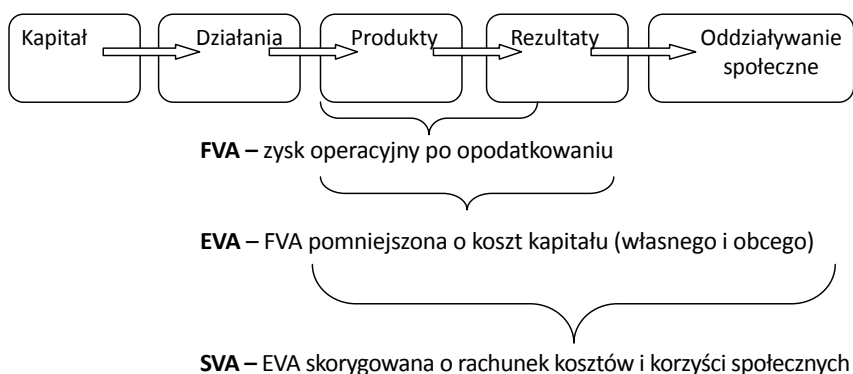 Kapitał
Działania
Produkty
Rezultaty
Oddziaływanie
społeczne
FVA – zysk operacyjny po opodatkowaniu
EVA – FVA pomniejszona o koszt kapitału (własnego i obcego)
SVA – EVA skorygowana o rachunek kosztów i korzyści społecznych